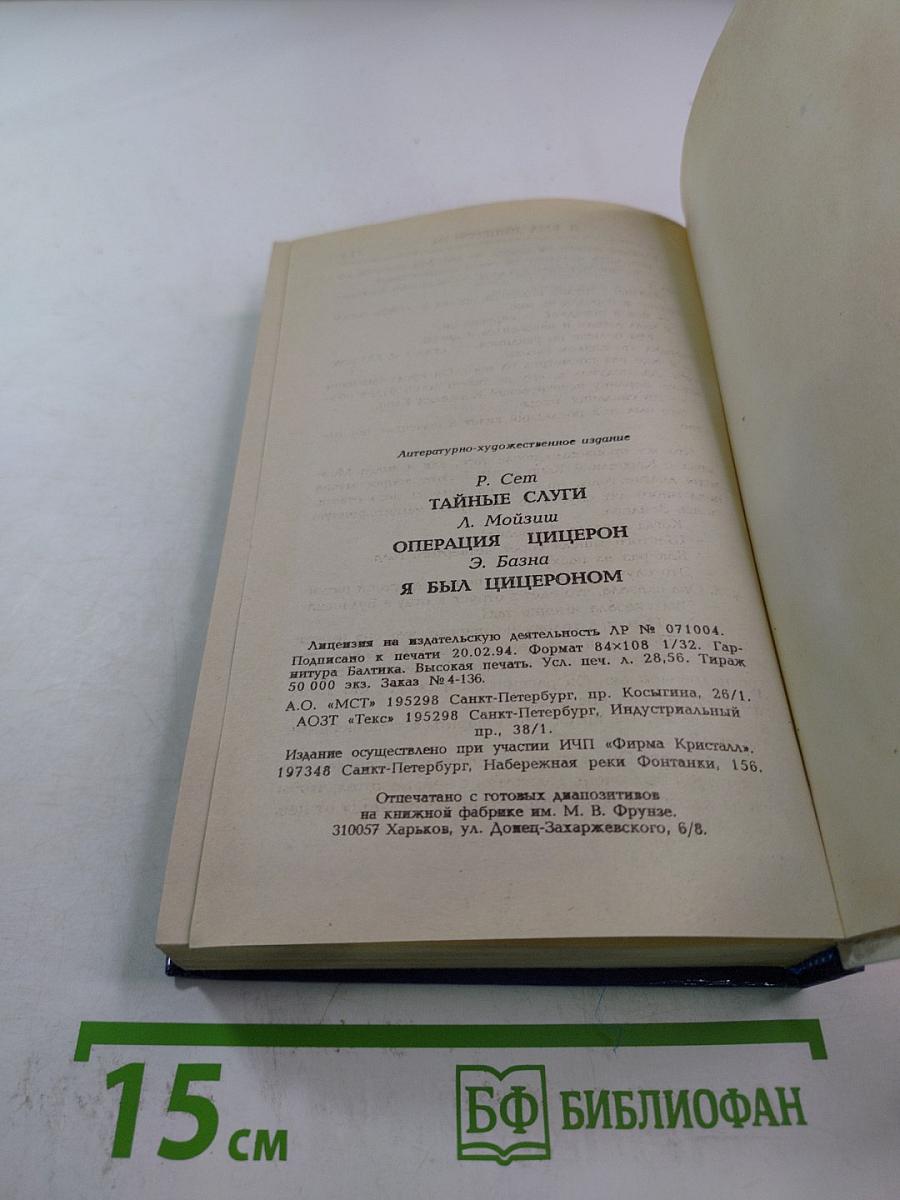 Литературно-художественное издание
Р. Сет
ТАЙНЫЕ СЛУГИ
Л. Мойзиш
ОПЕРАЦИЯ ЦИЦЕРОН
Э. Базна
Я БЫЛ ЦИЦЕРОНОМ
Лицензия на издательскую деятельность ЛР № 071004.
Подписано к печати 20.02.94. Формат 84×108 1/32. Гар-
нитура Балтика. Высокая печать. Усл. печ. л. 28,56. Тираж
50 000 экз. Заказ № 4-136.
А.О. «МСТ» 195298 Санкт-Петербург, пр. Косыгина, 26/1.
АОЗТ «Текс» 195298 Санкт-Петербург, Индустриальный
пр., 38/1.
Издание осуществлено при участии ИЧП «Фирма Кристалл».
197348 Санкт-Петербург, Набережная реки Фонтанки, 156.
Отпечатано с готовых диапозитивов
на книжной фабрике им. М. В. Фрунзе.
310057 Харьков, ул. Донец-Захаржевского, 6/8.
15 см
БФ БИБЛИОФАН